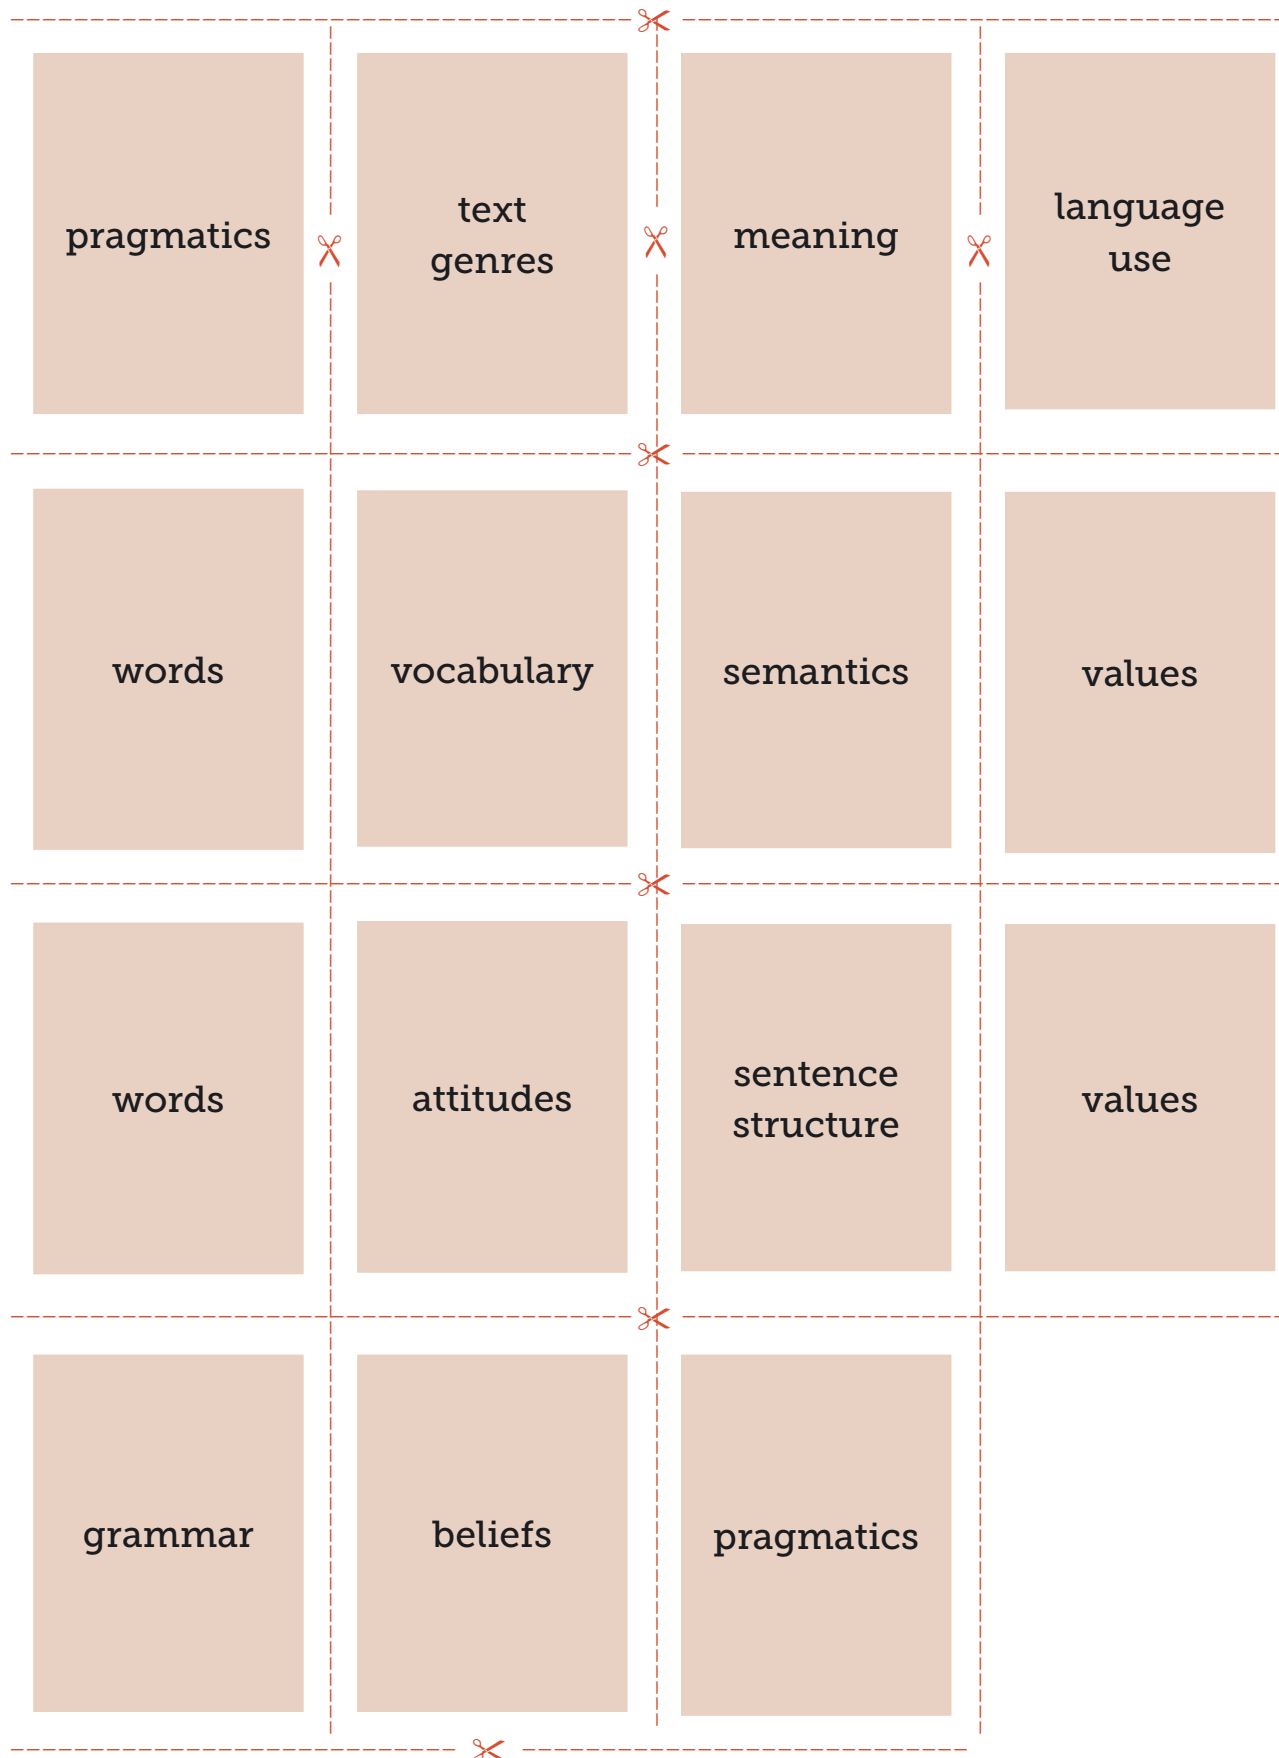 pragmatics
text
genres
meaning
language
use
words
vocabulary
semantics
values
words
attitudes
sentence
structure
values
grammar
beliefs
pragmatics